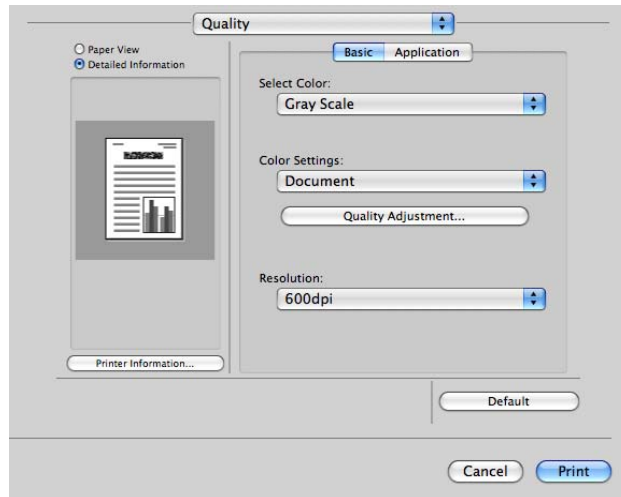 Quality
Paper View
Detailed Information
Printer Information...
Basic Application
Select Color:
Gray Scale
Color Settings:
Document
Quality Adjustment...
Resolution:
600dpi
Default
Cancel Print